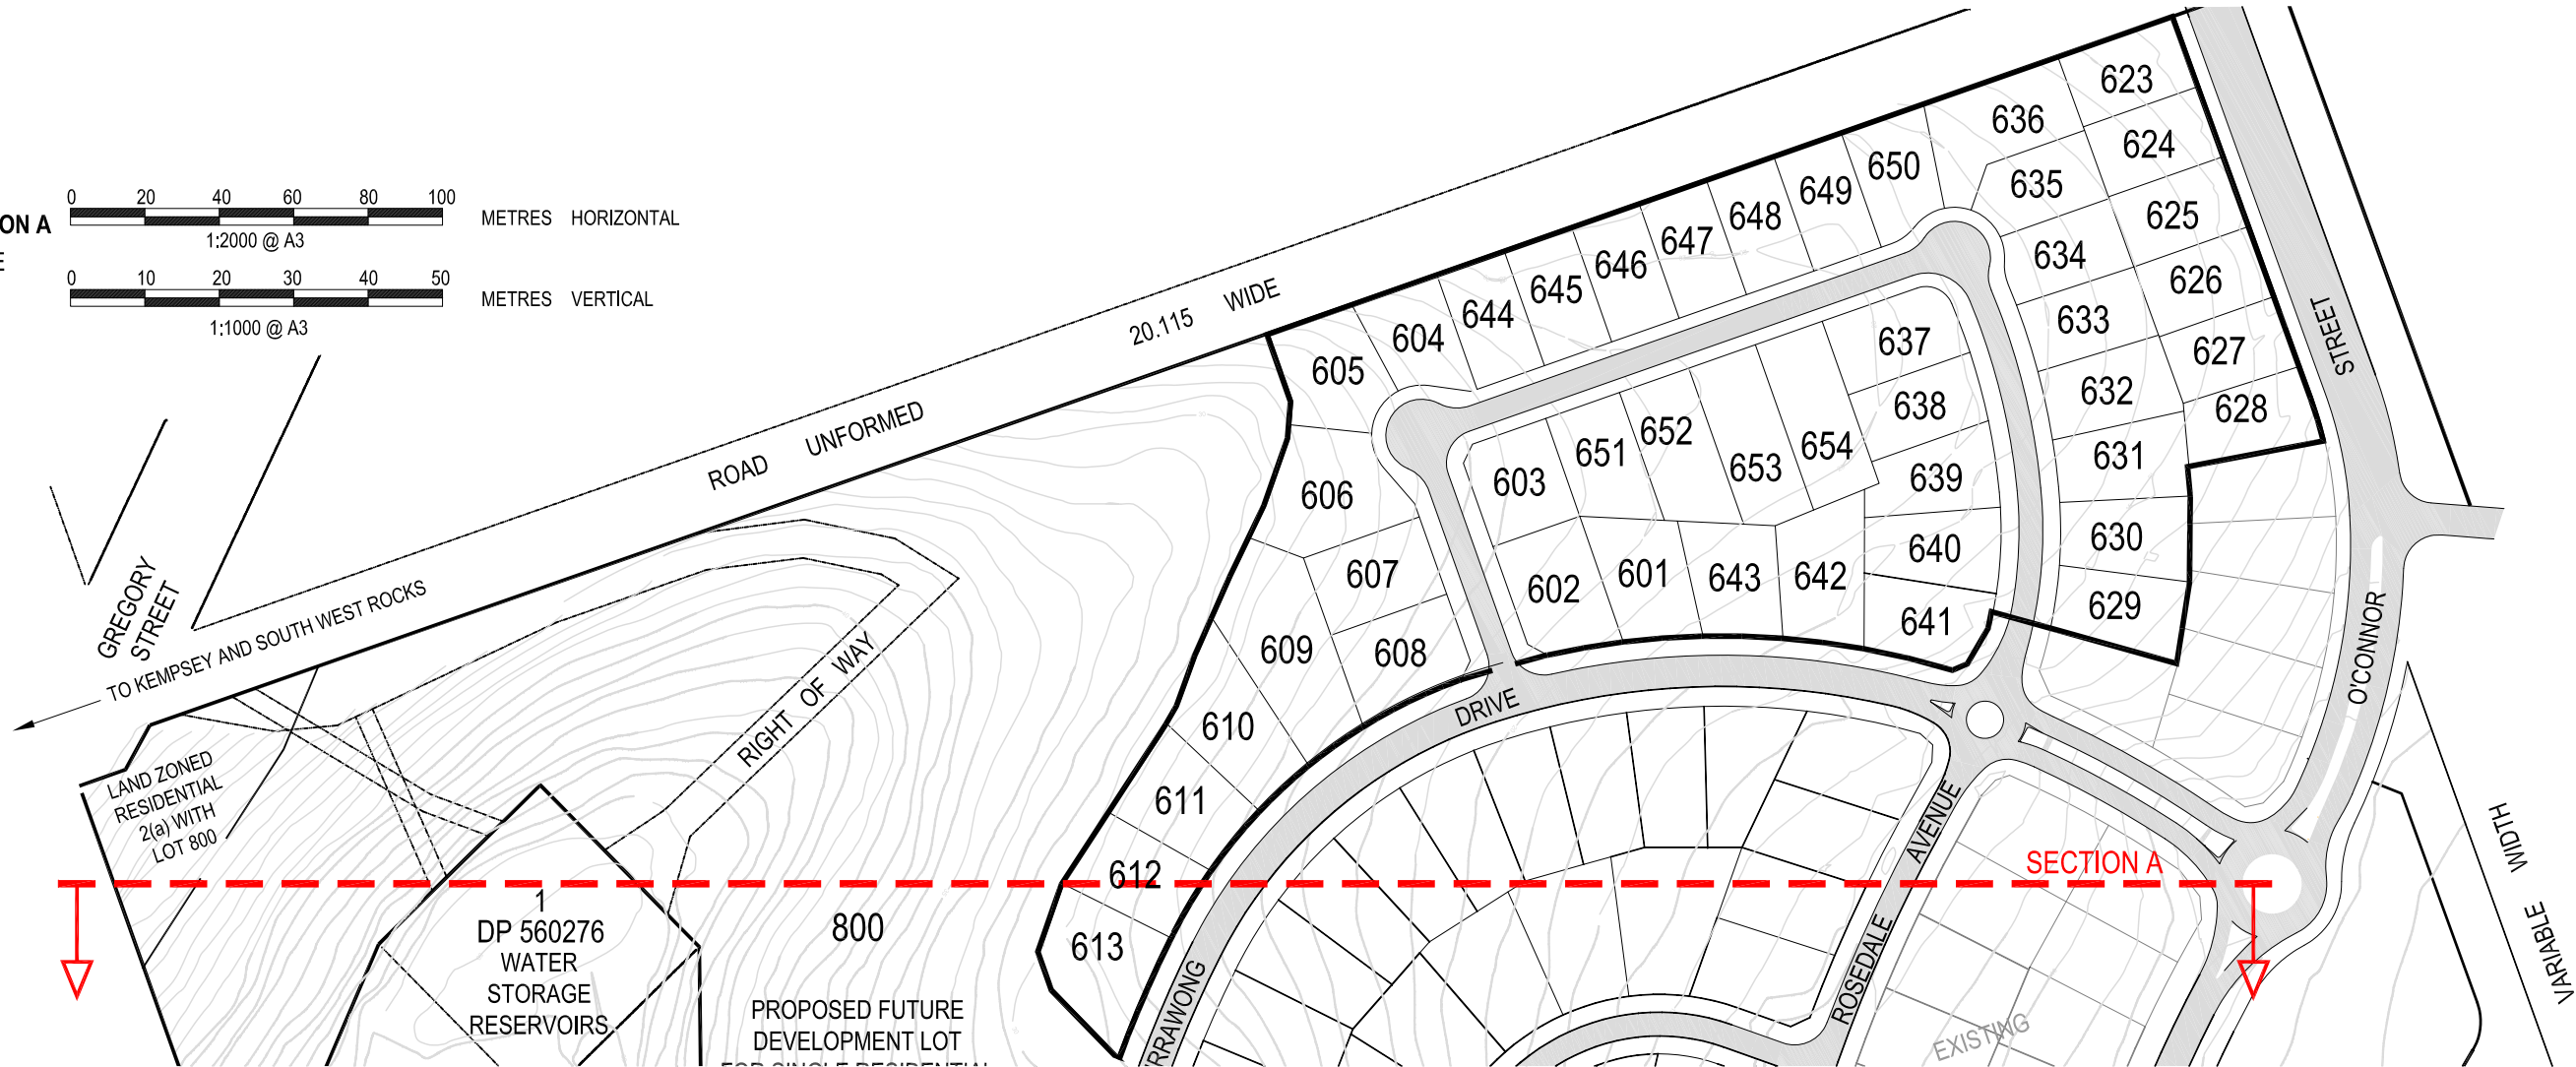 ON A
E
0 20 40 60 80 100
METRES HORIZONTAL
1:2000 @ A3
0 10 20 30 40 50
METRES VERTICAL
1:1000 @ A3
20.115 WIDE
ROAD UNFORMED
GREGORY
STREET
TO KEMPSEY AND SOUTH WEST ROCKS
RIGHT OF WAY
LAND ZONED
RESIDENTIAL
2(a) WITH
LOT 800
1
DP 560276
WATER
STORAGE
RESERVOIRS
800
PROPOSED FUTURE
DEVELOPMENT LOT
FOR SINGLE RESIDENTIAL
623
636
624
650
635
649
625
648
634
647
626
646
645
633
644
604
637
627
605
632
638
628
652
651
654
631
653
639
603
606
630
640
607
601
643
642
602
629
641
609
608
610
611
612
613
STREET
O'CONNOR
DRIVE
RRAWONG
AVENUE
ROSEDALE
SECTION A
EXISTING
VARIABLE WIDTH